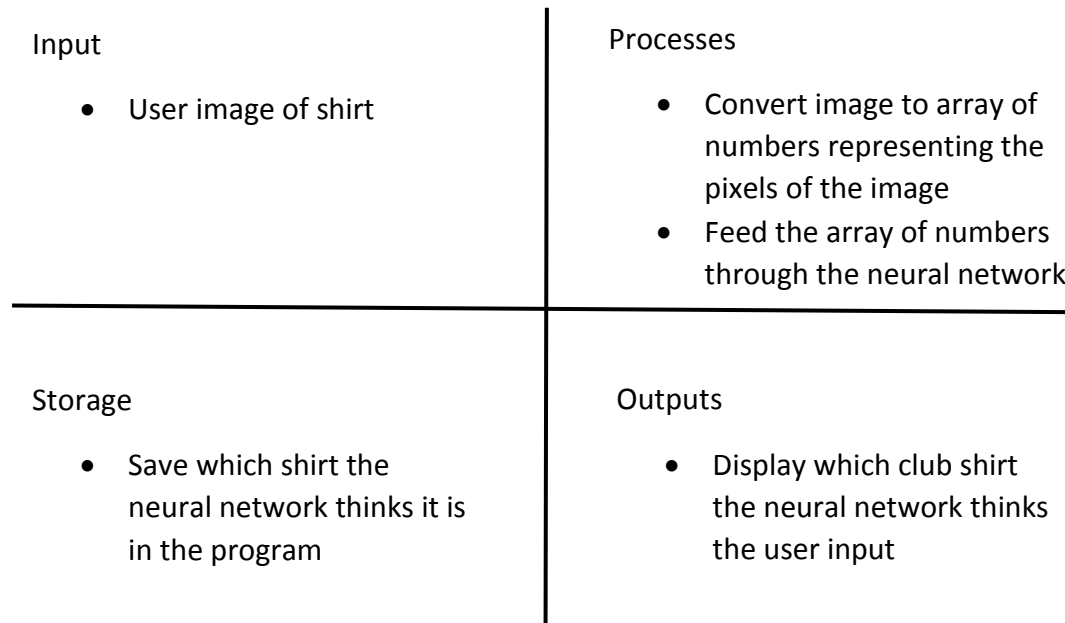 Input
• User image of shirt
Processes
• Convert image to array of
numbers representing the
pixels of the image
• Feed the array of numbers
through the neural network
Storage
• Save which shirt the
neural network thinks it is
in the program
Outputs
• Display which club shirt
the neural network thinks
the user input